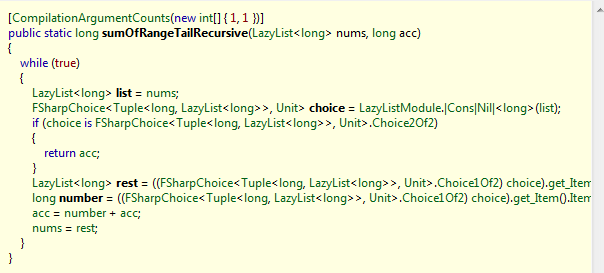 [CompilationArgumentCounts(new int[] { 1, 1 })]
public static long sumOfRangeTailRecursive(LazyList<long> nums, long acc)
{
while (true)
{
LazyList<long> list = nums;
FSharpChoice<Tuple<long, LazyList<long>>, Unit> choice = LazyListModule.|Cons|Nil|<long>(list);
if (choice is FSharpChoice<Tuple<long, LazyList<long>>, Unit>.Choice2Of2)
{
return acc;
}
LazyList<long> rest = ((FSharpChoice<Tuple<long, LazyList<long>>, Unit>.Choice1Of2) choice).get_Item
long number = ((FSharpChoice<Tuple<long, LazyList<long>>, Unit>.Choice1Of2) choice).get_Item().Item
acc = number + acc;
nums = rest;
}
}